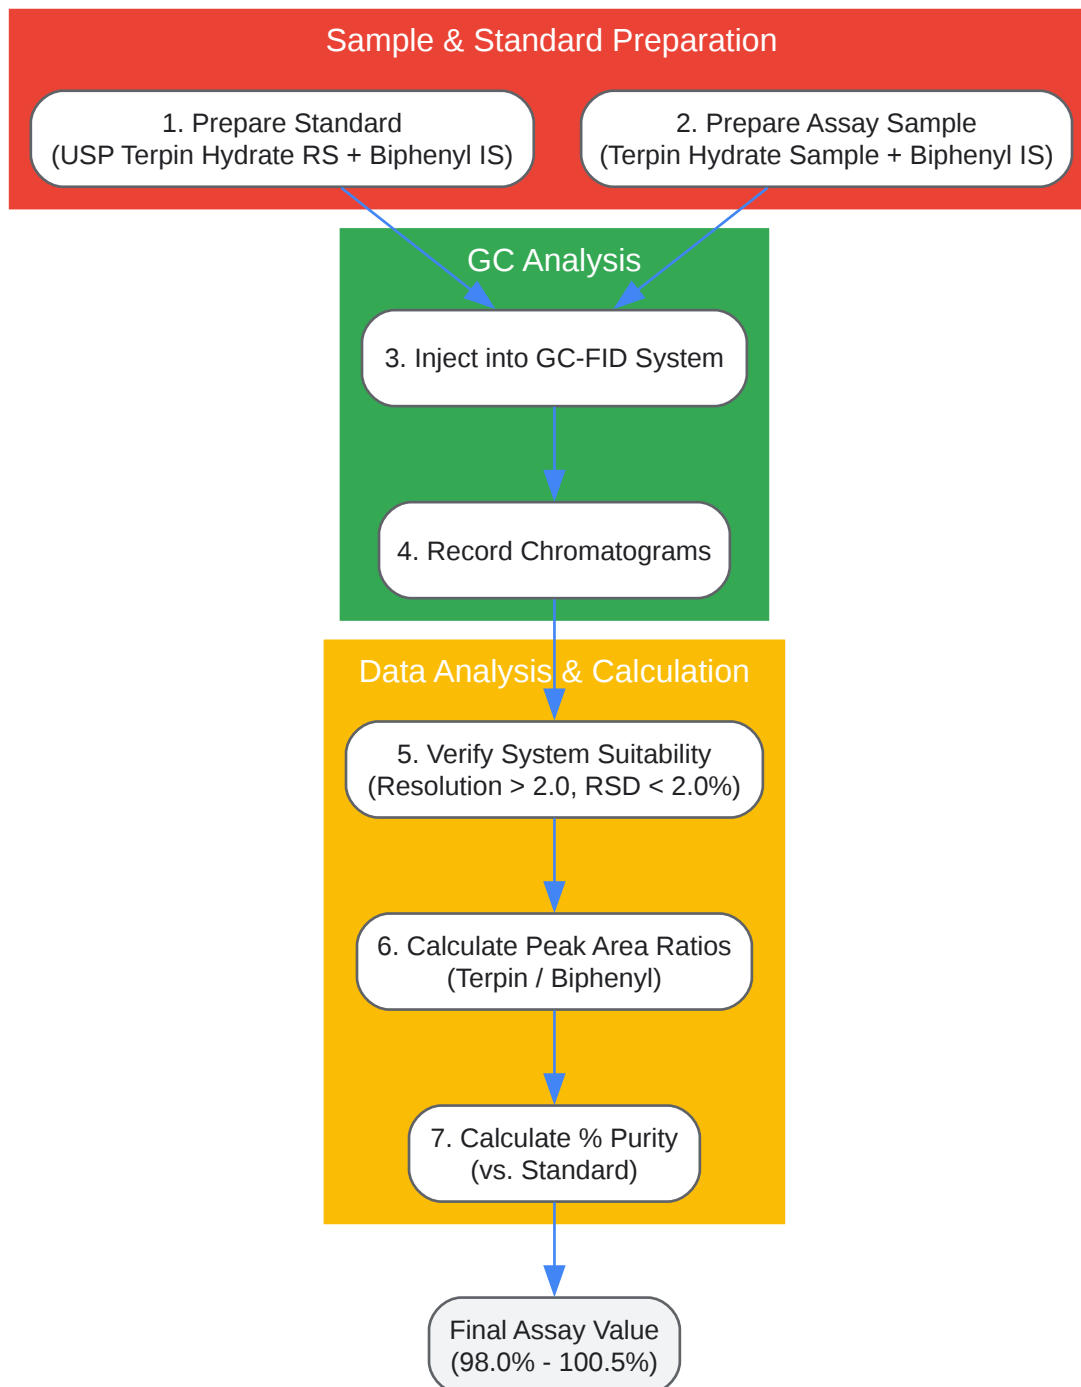 Sample & Standard Preparation
1. Prepare Standard
(USP Terpin Hydrate RS + Biphenyl IS)
2. Prepare Assay Sample
(Terpin Hydrate Sample + Biphenyl IS)
GC Analysis
3. Inject into GC-FID System
4. Record Chromatograms
Data Analysis & Calculation
5. Verify System Suitability
(Resolution > 2.0, RSD < 2.0%)
6. Calculate Peak Area Ratios
(Terpin / Biphenyl)
7. Calculate % Purity
(vs. Standard)
Final Assay Value
(98.0% - 100.5%)